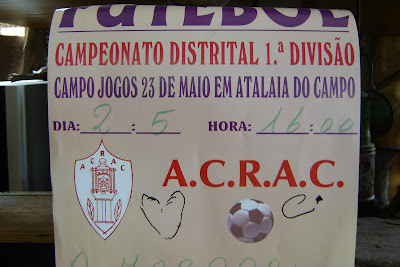 FUTEBOL
CAMPEONATO DISTRITAL 1.ª DIVISÃO
CAMPO JOGOS 23 DE MAIO EM ATALAIA DO CAMPO
DIA: 2 : 5 HORA: 16 : 00
A C R A C
A.C.R.A.C.